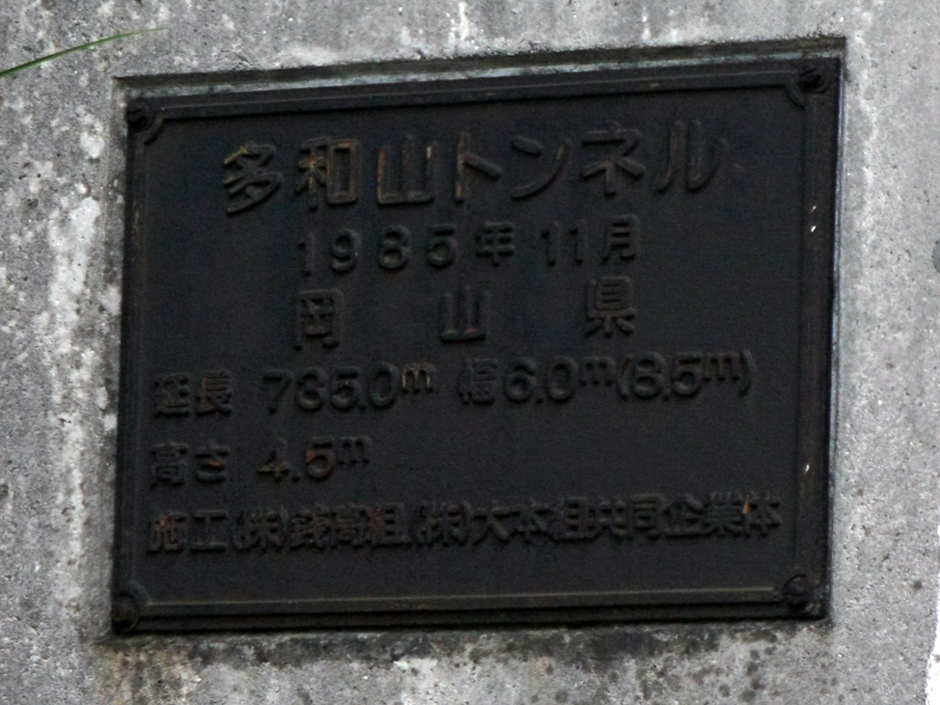 多和山トンネル
1985年11月
岡山県
延長 735.0m 幅6.0m(8.5m)
高さ 4.5m
施工(株)銭高組(株)大本組共同企業体